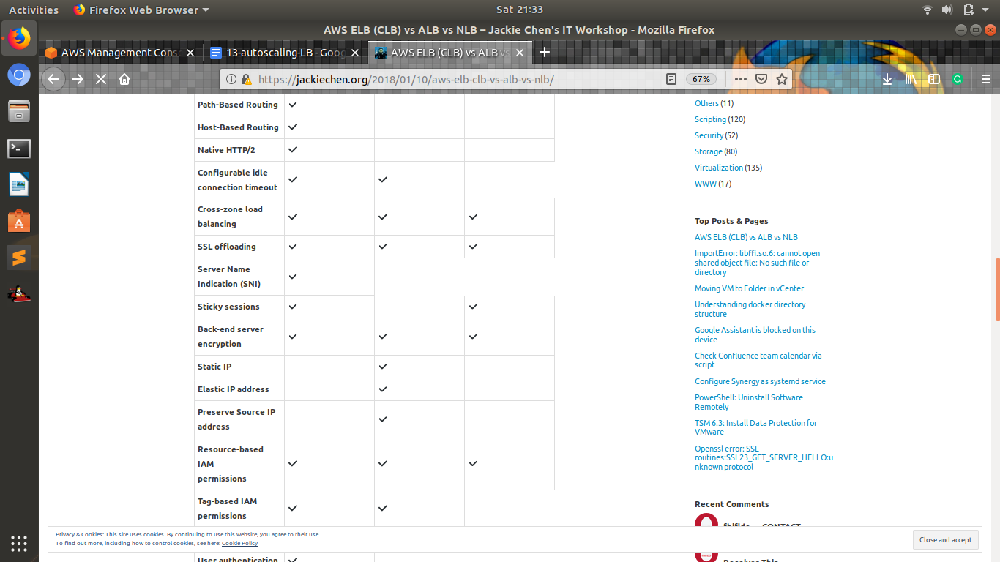 Activities
Firefox Web Browser
Sat 21:33
AWS ELB (CLB) vs ALB vs NLB – Jackie Chen's IT Workshop - Mozilla Firefox
AWS Management Conso
13-autoscaling-LB - Goog
AWS ELB (CLB) vs ALB vs
https://jackiechen.org/2018/01/10/aws-elb-clb-vs-alb-vs-nlb/
67%
Path-Based Routing
Host-Based Routing
Native HTTP/2
Configurable idle
connection timeout
Cross-zone load
balancing
SSL offloading
Server Name
Indication (SNI)
Sticky sessions
Back-end server
encryption
Static IP
Elastic IP address
Preserve Source IP
address
Resource-based
IAM
permissions
Tag-based IAM
permissions
User authentication
Others (11)
Scripting (120)
Security (52)
Storage (80)
Virtualization (135)
WWW (17)
Top Posts & Pages
AWS ELB (CLB) vs ALB vs NLB
ImportError: libffi.so.6: cannot open
shared object file: No such file or
directory
Moving VM to Folder in vCenter
Understanding docker directory
structure
Google Assistant is blocked on this
device
Check Confluence team calendar via
script
Configure Synergy as systemd service
PowerShell: Uninstall Software
Remotely
TSM 6.3: Install Data Protection for
VMware
Openssl error: SSL
routines:SSL23_GET_SERVER_HELLO:u
nknown protocol
Recent Comments
CONTACT
Receives This
Privacy & Cookies: This site uses cookies. By continuing to use this website, you agree to their use.
To find out more, including how to control cookies, see here: Cookie Policy
Close and accept